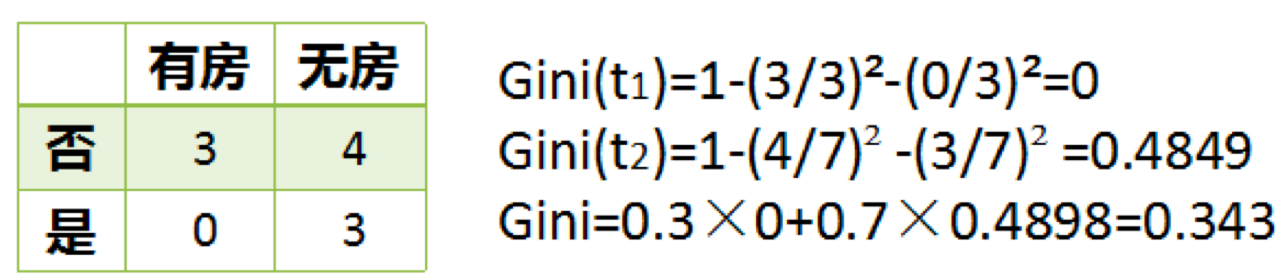 有房 无房
否 3 4
是 0 3
Gini(t₁)=1-(3/3)²-(0/3)²=0
Gini(t₂)=1-(4/7)² -(3/7)² =0.4849
Gini=0.3×0+0.7×0.4898=0.343